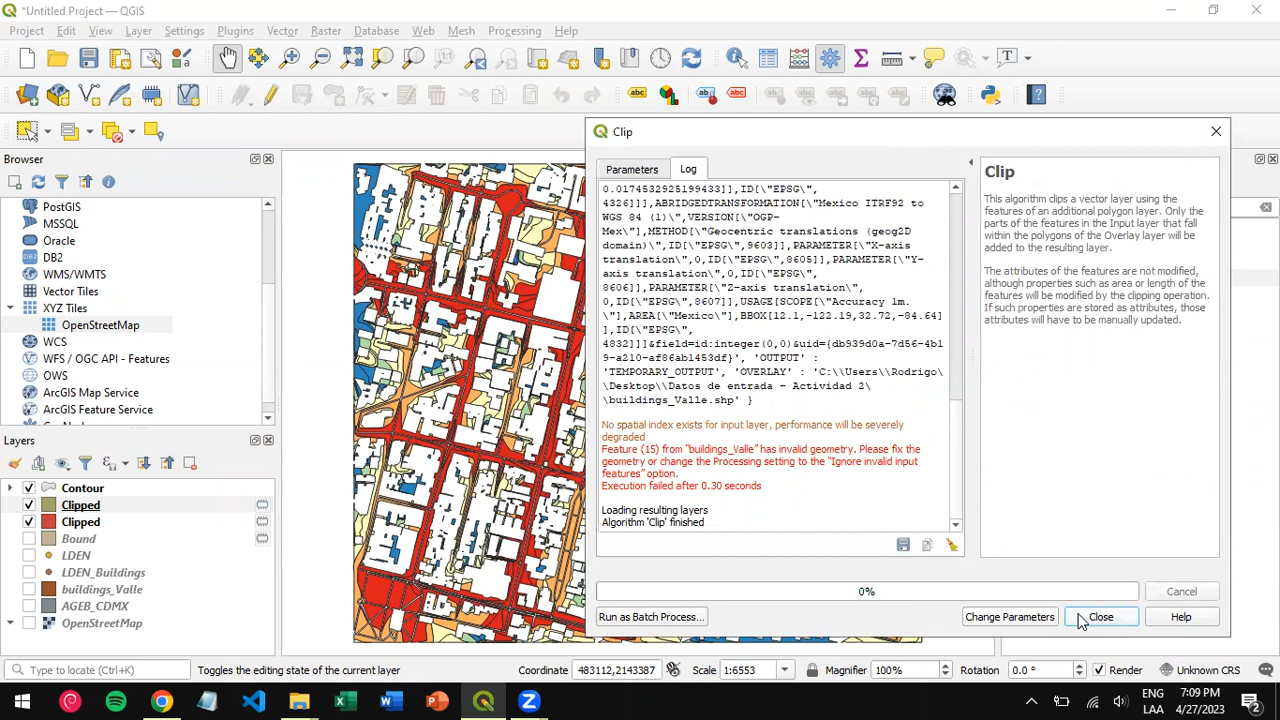 *Untitled Project — QGIS
Project Edit View Layer Settings Plugins Vector Raster Database Web Mesh Processing Help
Browser
PostGIS
MSSQL
Oracle
DB2
WMS/WMTS
Vector Tiles
XYZ Tiles
OpenStreetMap
WCS
WFS / OGC API - Features
OWS
ArcGIS Map Service
ArcGIS Feature Service
Layers
Contour
Clipped
Clipped
Bound
LDEN
LDEN_Buildings
buildings_Valle
AGEB_CDMX
OpenStreetMap
Clip
Parameters Log
0.0174532925199433]],ID[\"EPSG\",
4326]]],ABRIDGEDTRANSFORMATION[\"Mexico ITRF92 to
WGS 84 (1)\",VERSION[\"OGP-
Mex\"],METHOD[\"Geocentric translations (geog2D
domain)\",ID[\"EPSG\",9603]],PARAMETER[\"X-axis
translation\",0,ID[\"EPSG\",8605]],PARAMETER[\"Y-
axis translation\",0,ID[\"EPSG\",
8606]],PARAMETER[\"Z-axis translation\",
0,ID[\"EPSG\",8607]],USAGE[SCOPE[\"Accuracy 1m.
\"],AREA[\"Mexico\"],BBOX[12.1,-122.19,32.72,-84.64]
],ID[\"EPSG\",
4832]]]&field=id:integer(0,0)&uid={db939d0a-7d56-4b1
9-a210-af86ab1453df}', 'OUTPUT' :
'TEMPORARY_OUTPUT', 'OVERLAY' : 'C:\\Users\\Rodrigo\
\Desktop\\Datos de entrada - Actividad 2\
\buildings_Valle.shp' }
No spatial index exists for input layer, performance will be severely
degraded
Feature (15) from "buildings_Valle" has invalid geometry. Please fix the
geometry or change the Processing setting to the "Ignore invalid input
features" option.
Execution failed after 0.30 seconds
Loading resulting layers
Algorithm 'Clip' finished
Clip
This algorithm clips a vector layer using the
features of an additional polygon layer. Only the
parts of the features in the Input layer that fall
within the polygons of the Overlay layer will be
added to the resulting layer.
The attributes of the features are not modified,
although properties such as area or length of the
features will be modified by the clipping operation.
If such properties are stored as attributes, those
attributes will have to be manually updated.
0% Cancel
Run as Batch Process... Change Parameters Close Help
Type to locate (Ctrl+K) Toggles the editing state of the current layer Coordinate 483112,2143387 Scale 1:6553 Magnifier 100% Rotation 0.0 ° Render Unknown CRS
ENG 7:09 PM
LAA 4/27/2023
2